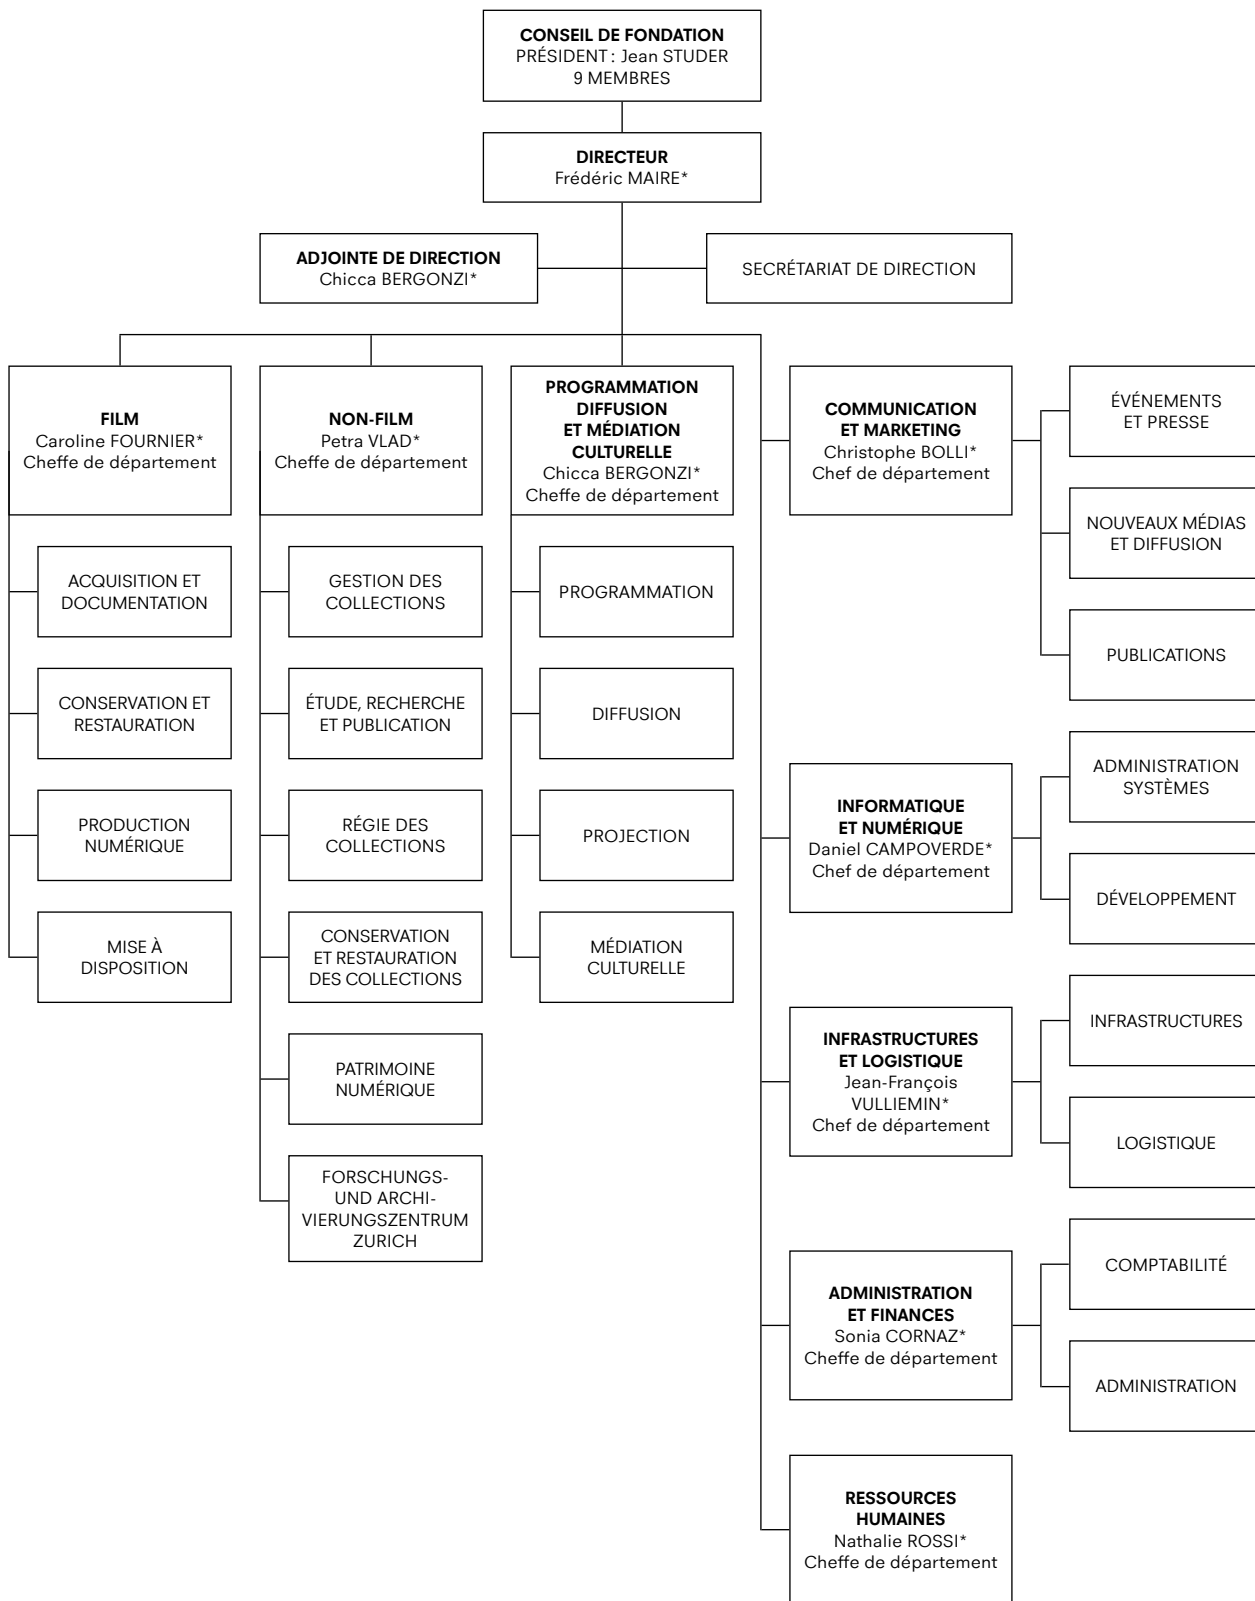 CONSEIL DE FONDATION
PRÉSIDENT : Jean STUDER
9 MEMBRES
DIRECTEUR
Frédéric MAIRE*
ADJOINTE DE DIRECTION
Chicca BERGONZI*
SECRÉTARIAT DE DIRECTION
FILM
Caroline FOURNIER*
Cheffe de département
ACQUISITION ET
DOCUMENTATION
CONSERVATION ET
RESTAURATION
PRODUCTION
NUMÉRIQUE
MISE À
DISPOSITION
NON-FILM
Petra VLAD*
Cheffe de département
GESTION DES
COLLECTIONS
ÉTUDE, RECHERCHE
ET PUBLICATION
RÉGIE DES
COLLECTIONS
CONSERVATION
ET RESTAURATION
DES COLLECTIONS
PATRIMOINE
NUMÉRIQUE
FORSCHUNGS-
UND ARCHI-
VIERUNGSZENTRUM
ZURICH
PROGRAMMATION
DIFFUSION
ET MÉDIATION
CULTURELLE
Chicca BERGONZI*
Cheffe de département
PROGRAMMATION
DIFFUSION
PROJECTION
MÉDIATION
CULTURELLE
COMMUNICATION
ET MARKETING
Christophe BOLLI*
Chef de département
ÉVÉNEMENTS
ET PRESSE
NOUVEAUX MÉDIAS
ET DIFFUSION
PUBLICATIONS
INFORMATIQUE
ET NUMÉRIQUE
Daniel CAMPOVERDE*
Chef de département
ADMINISTRATION
SYSTÈMES
DÉVELOPPEMENT
INFRASTRUCTURES
ET LOGISTIQUE
Jean-François
VULLIEMIN*
Chef de département
INFRASTRUCTURES
LOGISTIQUE
ADMINISTRATION
ET FINANCES
Sonia CORNAZ*
Cheffe de département
COMPTABILITÉ
ADMINISTRATION
RESSOURCES
HUMAINES
Nathalie ROSSI*
Cheffe de département